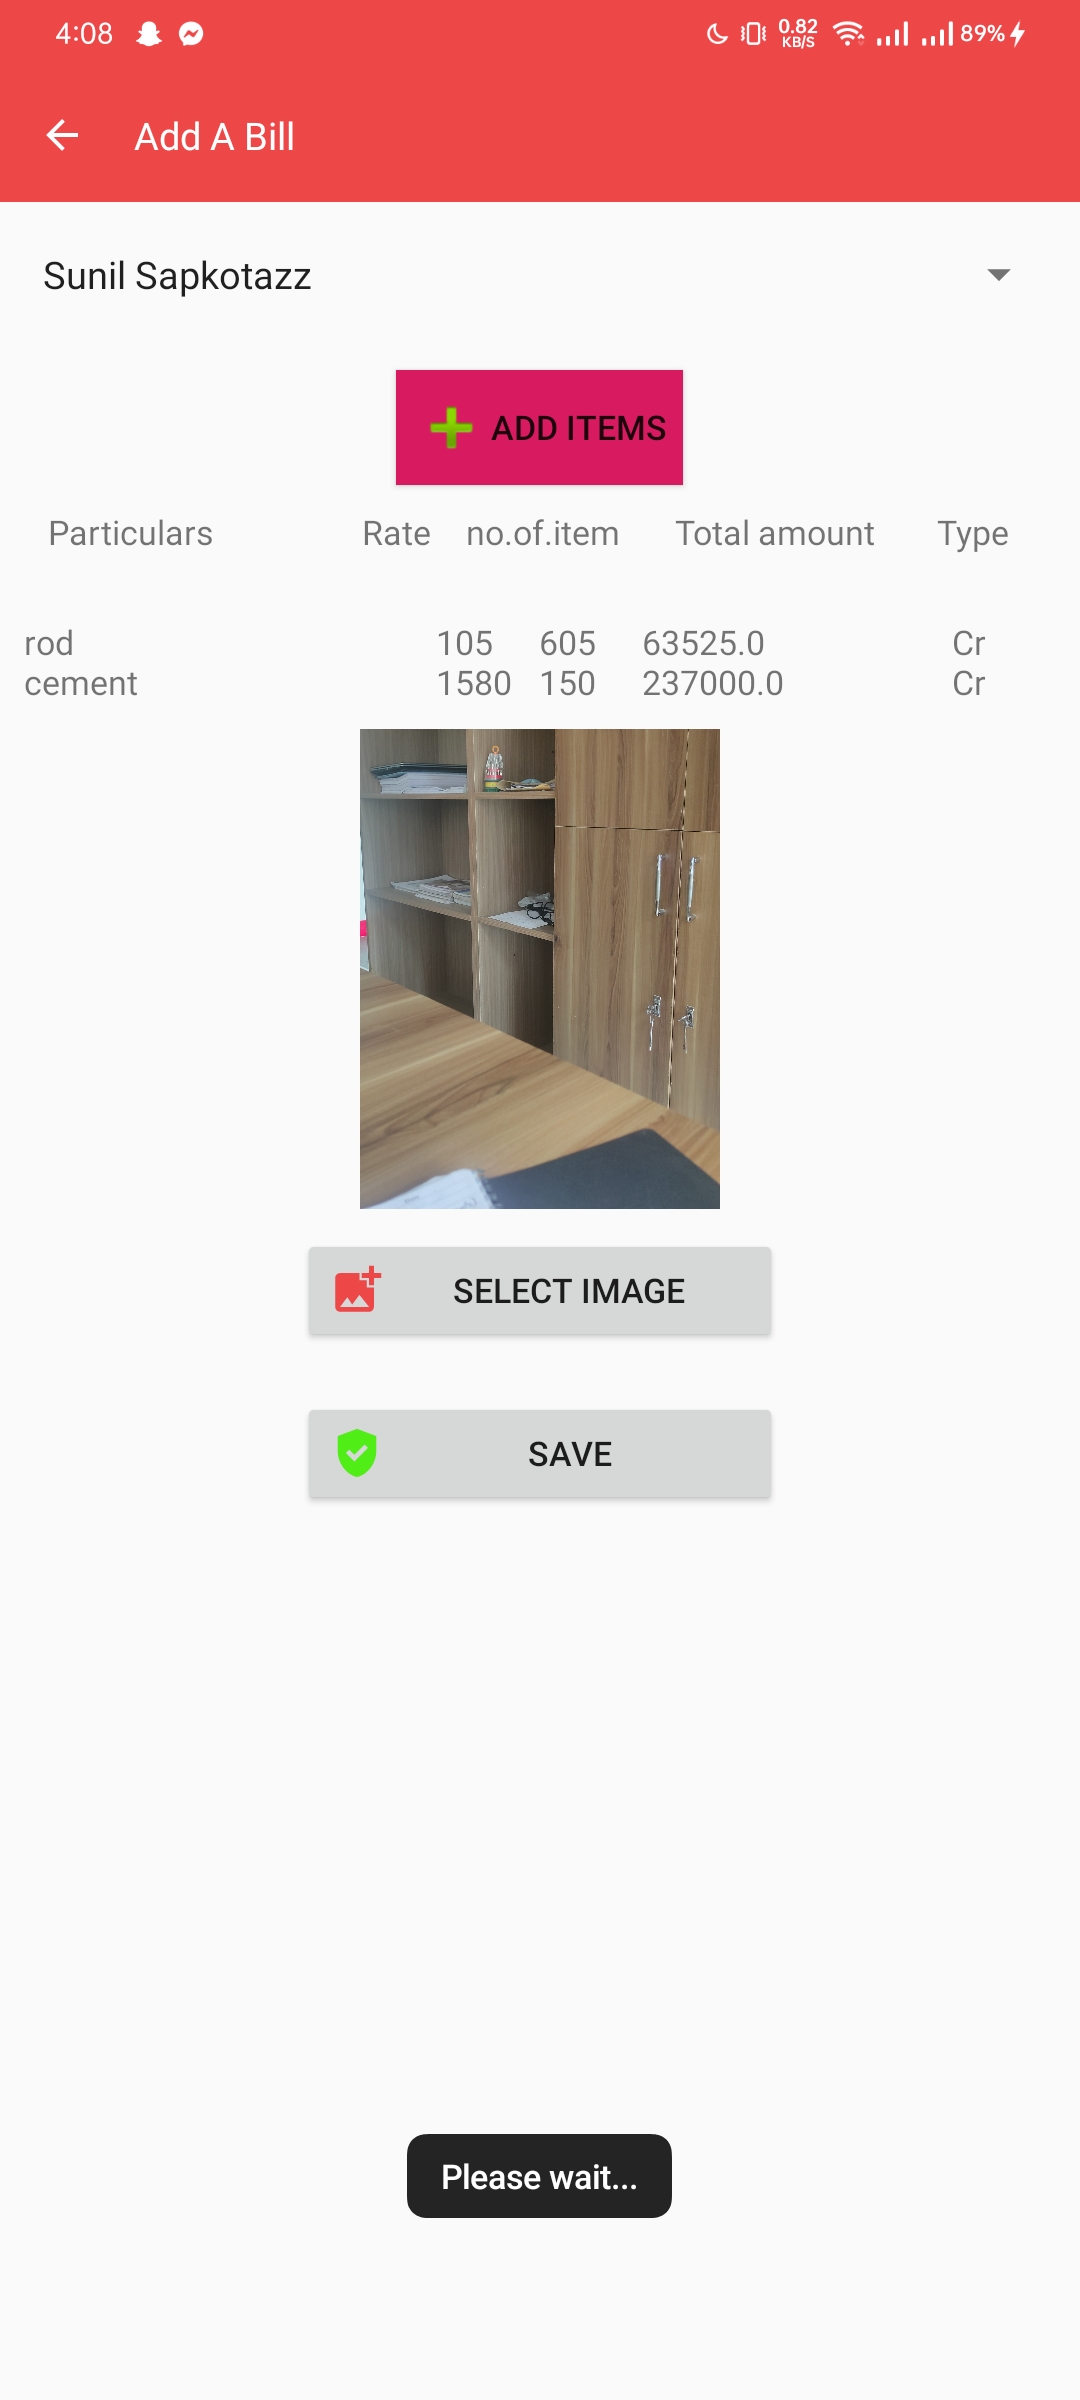 4:08 0.82 KB/S 89%
Add A Bill
Sunil Sapkotazz
ADD ITEMS
Particulars Rate no.of.item Total amount Type
rod 105 605 63525.0 Cr
cement 1580 150 237000.0 Cr
SELECT IMAGE
SAVE
Please wait...